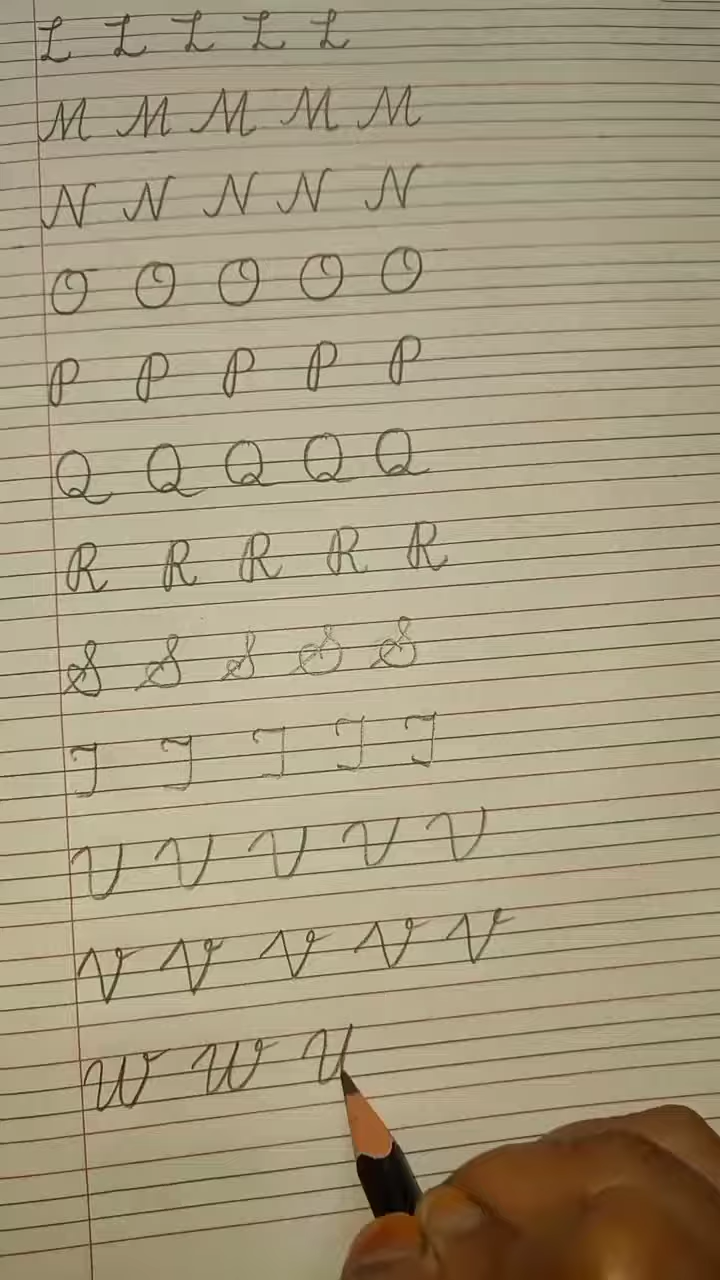 L L L L L
M M M M M
N N N N N
O O O O O
P P P P P
Q Q Q Q Q
R R R R R
S S S S S
T T T T T
U U U U U
V V V V V
W W